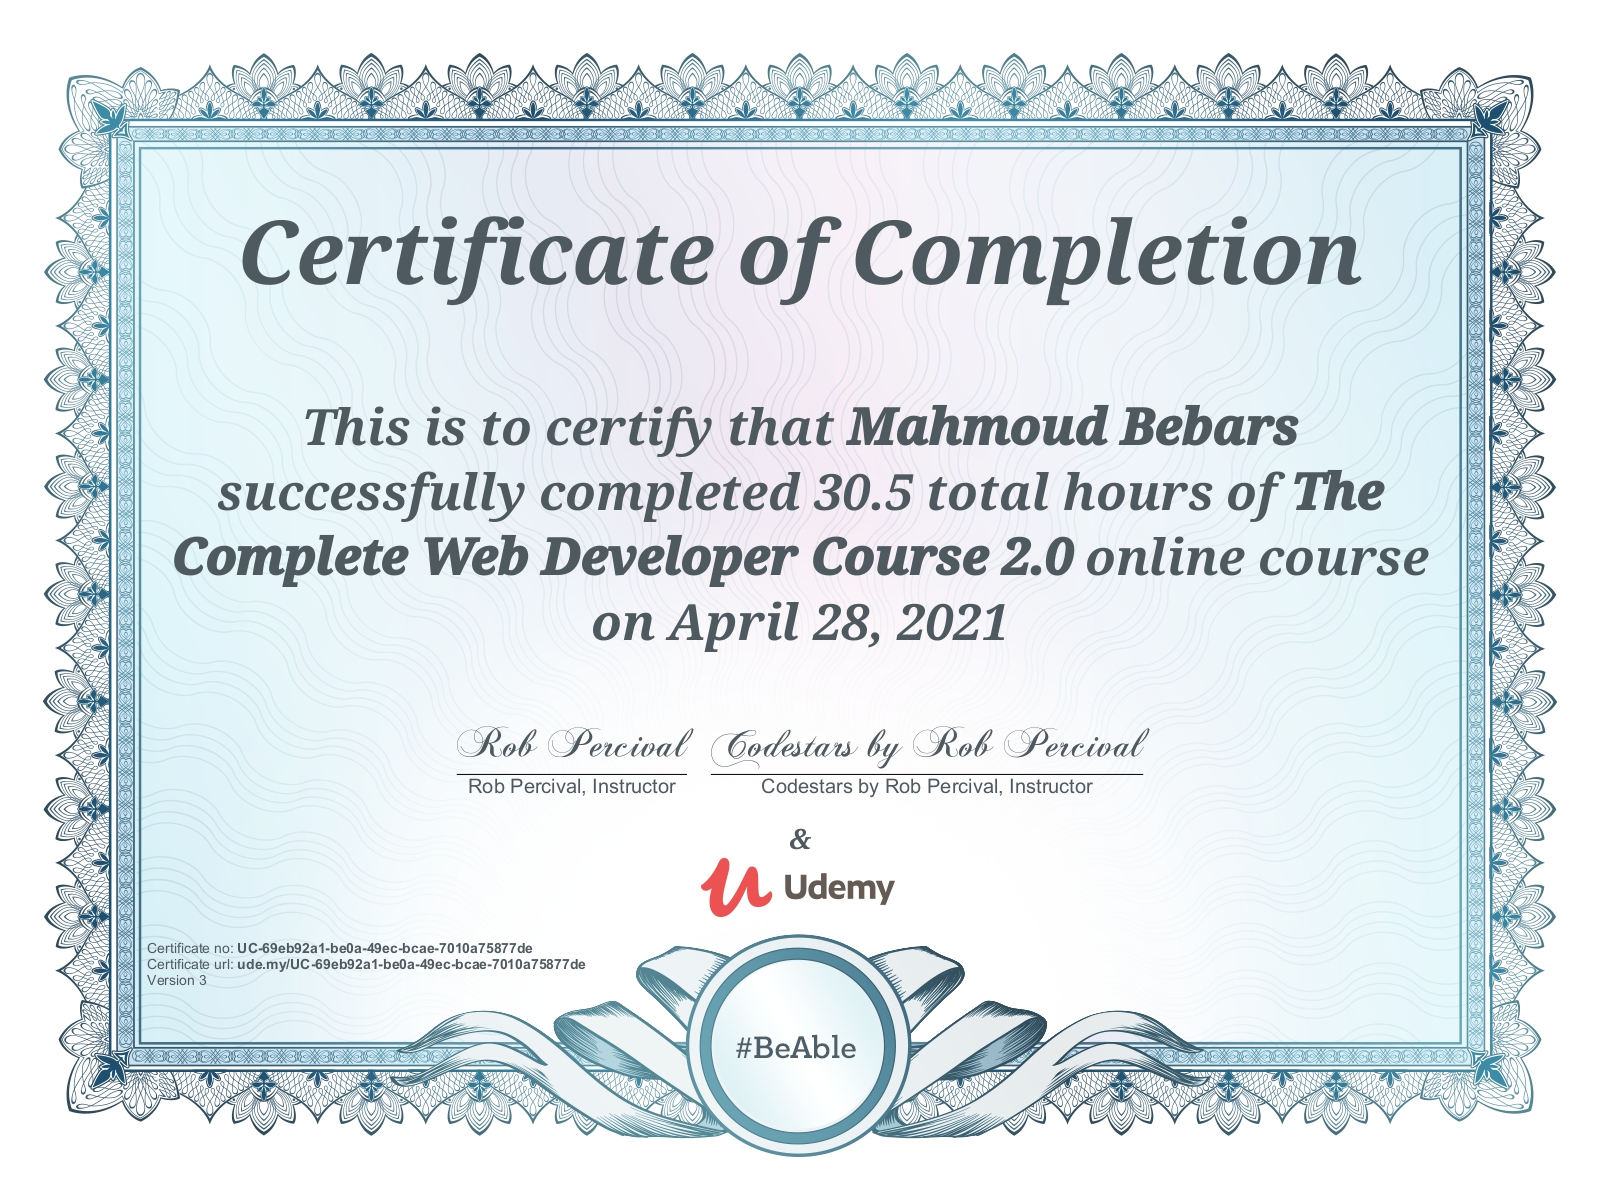 Certificate of Completion
This is to certify that Mahmoud Bebars
successfully completed 30.5 total hours of The
Complete Web Developer Course 2.0 online course
on April 28, 2021
Rob Percival Codestars by Rob Percival
Rob Percival, Instructor Codestars by Rob Percival, Instructor
&
Udemy
Certificate no: UC-69eb92a1-be0a-49ec-bcae-7010a75877de
Certificate url: ude.my/UC-69eb92a1-be0a-49ec-bcae-7010a75877de
Version 3
#BeAble